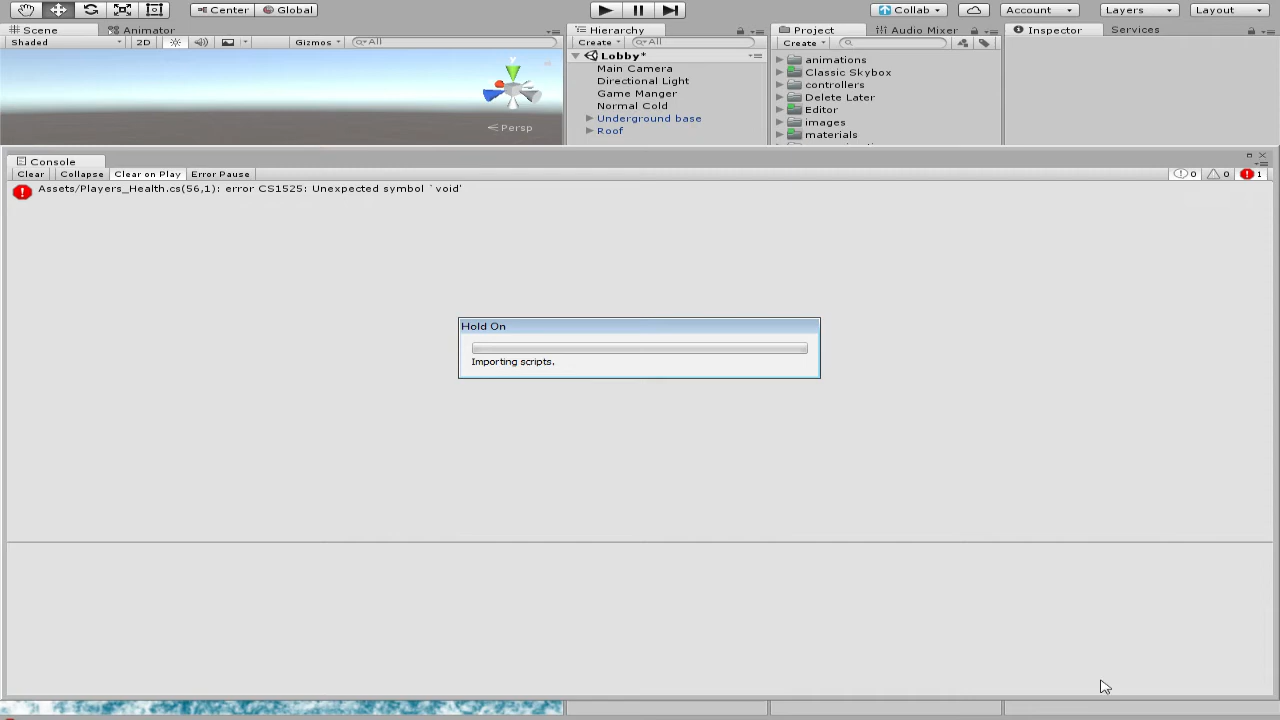 Center Global Collab Account Layers Layout
Scene Animator
Shaded 2D Gizmos All
Persp
Hierarchy
Create All
Lobby*
Main Camera
Directional Light
Game Manger
Normal Cold
Underground base
Roof
Project Audio Mixer
Create
animations
Classic Skybox
controllers
Delete Later
Editor
images
materials
Inspector Services
Console
Clear Collapse Clear on Play Error Pause 0 0 1
Assets/Players_Health.cs(56,1): error CS1525: Unexpected symbol `void'
Hold On
Importing scripts.